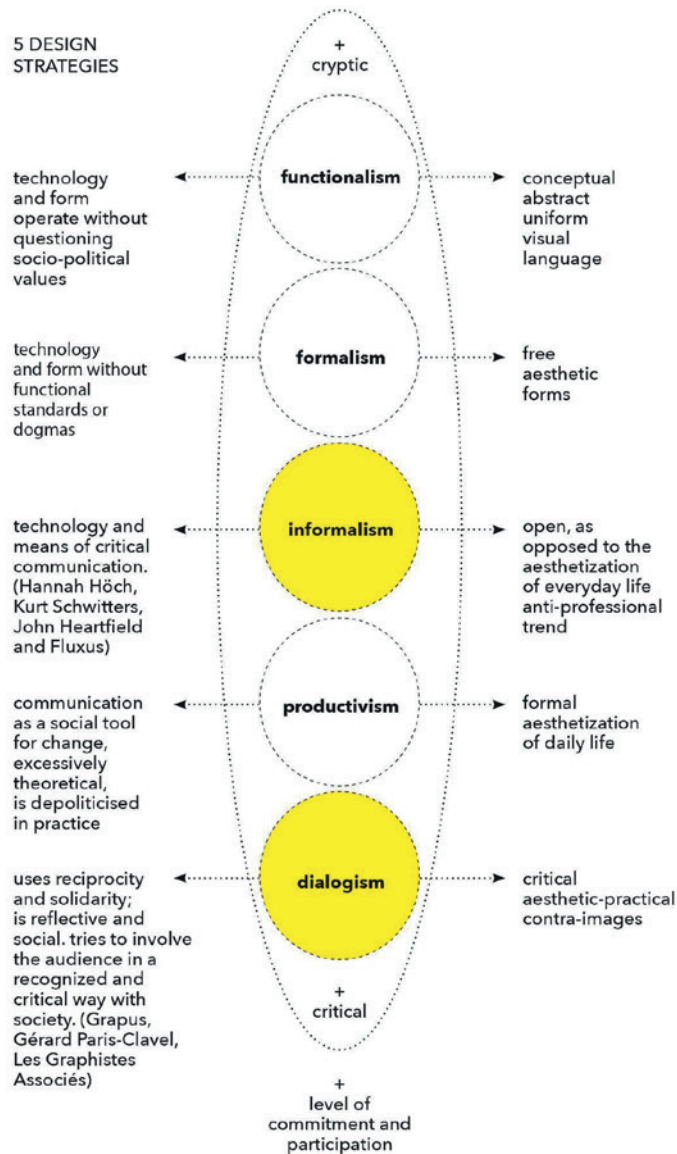 5 DESIGN
STRATEGIES
+
cryptic
technology
and form
operate without
questioning
socio-political
values
functionalism
conceptual
abstract
uniform
visual
language
technology
and form without
functional
standards or
dogmas
formalism
free
aesthetic
forms
technology and
means of critical
communication.
(Hannah Höch,
Kurt Schwitters,
John Heartfield
and Fluxus)
informalism
open, as
opposed to the
aesthetization
of everyday life
anti-professional
trend
communication
as a social tool
for change,
excessively
theoretical,
is depoliticised
in practice
productivism
formal
aesthetization
of daily life
uses reciprocity
and solidarity;
is reflective and
social. tries to involve
the audience in a
recognized and
critical way with
society. (Grapus,
Gérard Paris-Clavel,
Les Graphistes
Associés)
dialogism
critical
aesthetic-practical
contra-images
+
critical
+
level of
commitment and
participation